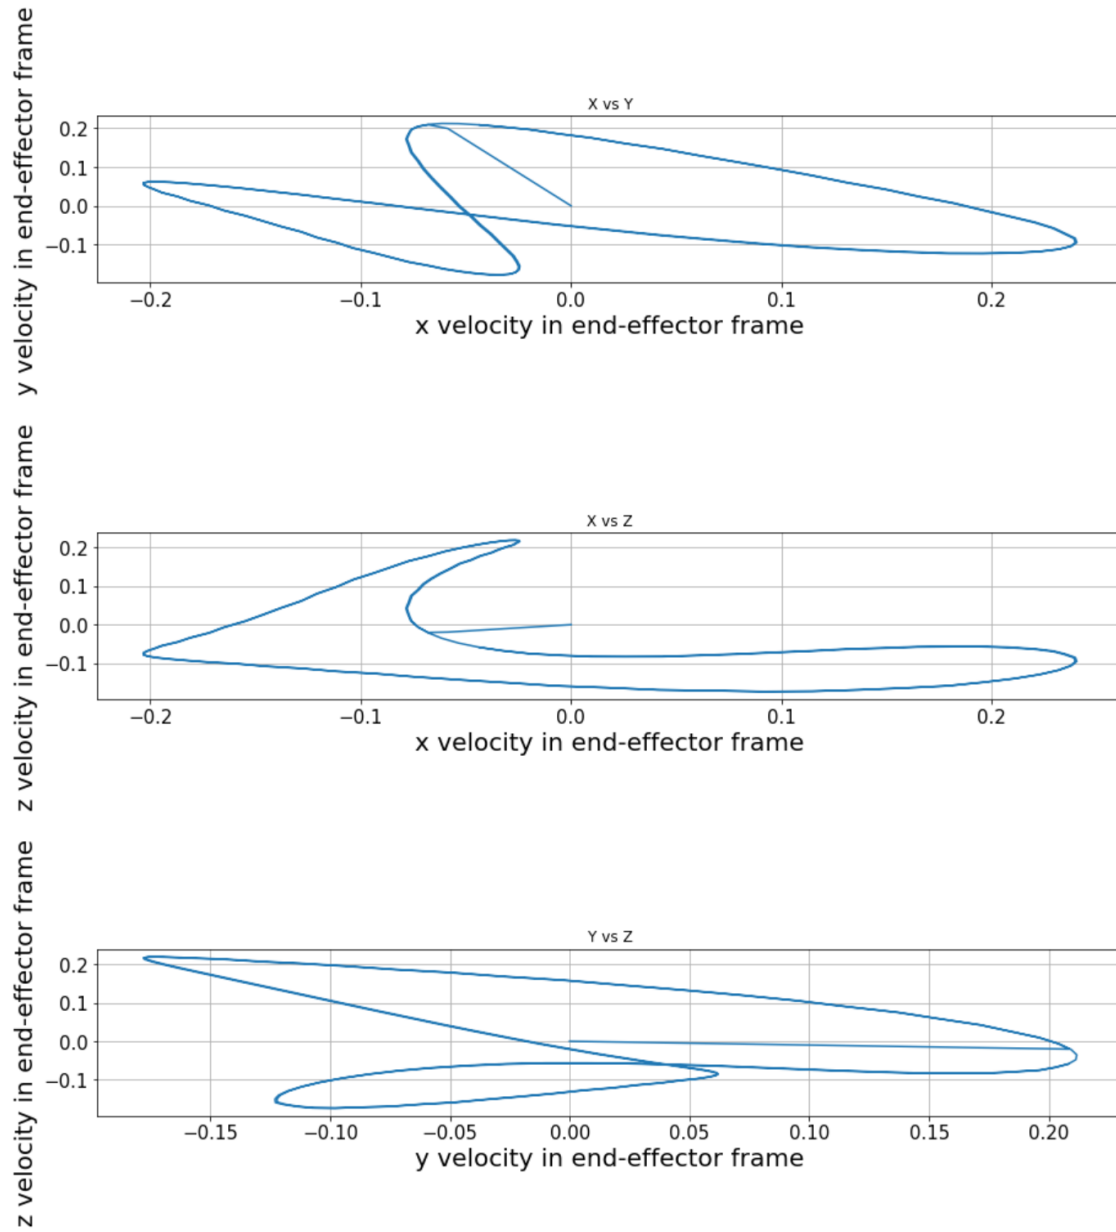 X vs Y
y velocity in end-effector frame
0.2
0.1
0.0
−0.1
−0.2 −0.1 0.0 0.1 0.2
x velocity in end-effector frame
X vs Z
z velocity in end-effector frame
0.2
0.1
0.0
−0.1
−0.2 −0.1 0.0 0.1 0.2
x velocity in end-effector frame
Y vs Z
z velocity in end-effector frame
0.2
0.1
0.0
−0.1
−0.15 −0.10 −0.05 0.00 0.05 0.10 0.15 0.20
y velocity in end-effector frame